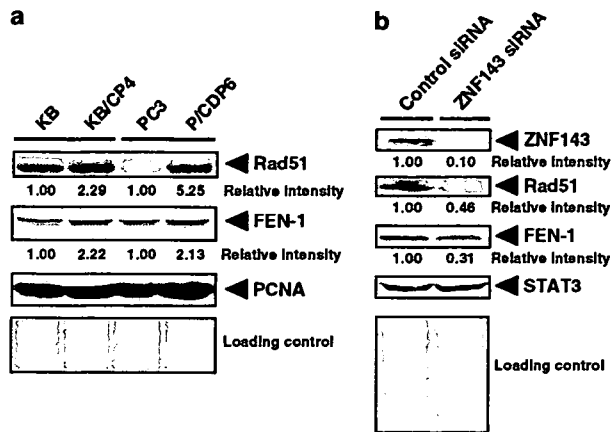 a
KB KB/CP4 PC3 P/CDP6
Rad51
1.00 2.29 1.00 5.25 Relative Intensity
FEN-1
1.00 2.22 1.00 2.13 Relative Intensity
PCNA
Loading control
b
Control siRNA ZNF143 siRNA
ZNF143
1.00 0.10 Relative Intensity
Rad51
1.00 0.46 Relative Intensity
FEN-1
1.00 0.31 Relative Intensity
STAT3
Loading control